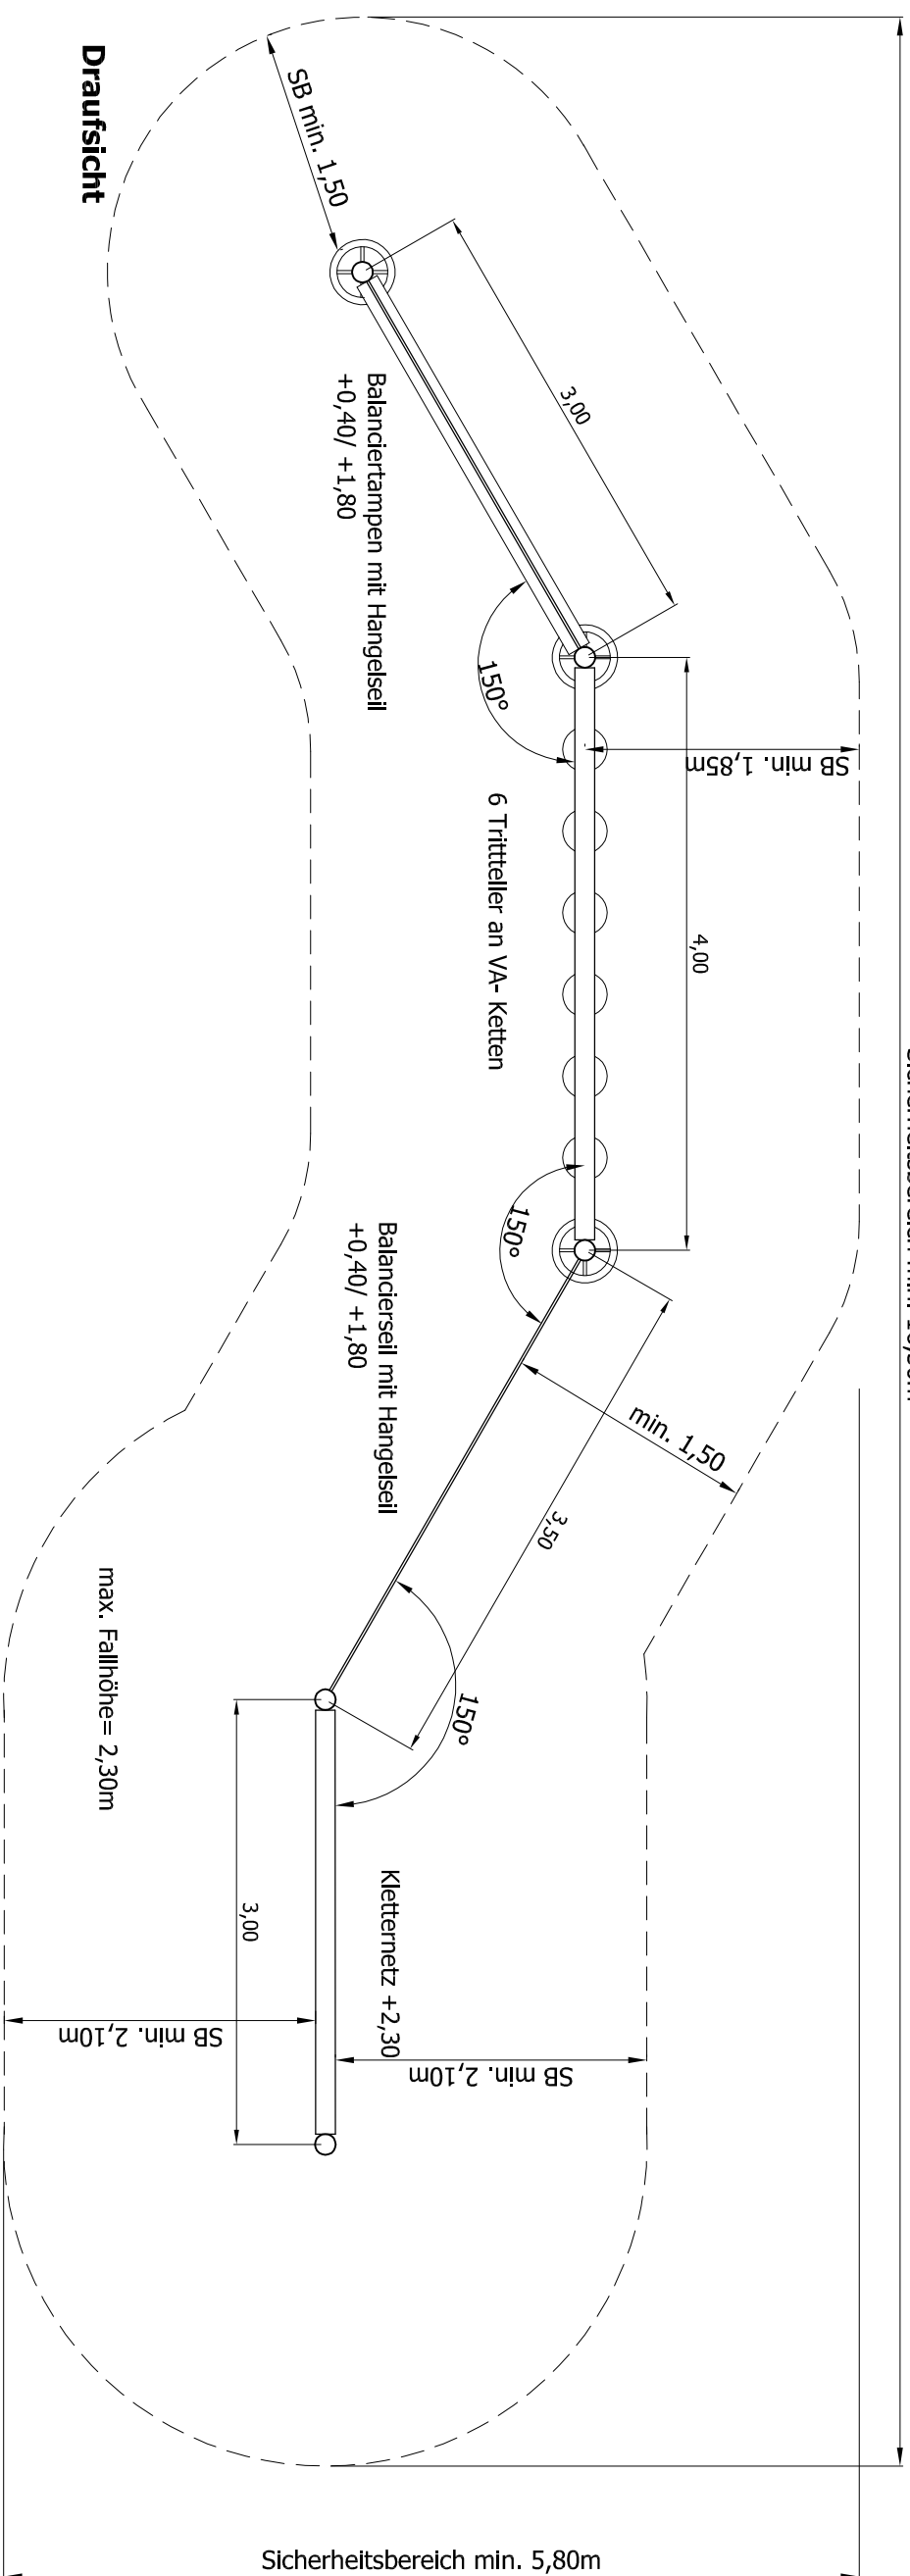 Draufsicht
SB min. 1,50
3,00
Balanciertampen mit Hangelseil
+0,40/ +1,80
150°
SB min. 1,85m
6 Trittteller an VA- Ketten
4,00
150°
Balancierseil mit Hangelseil
+0,40/ +1,80
min. 1,50
3,50
max. Fallhöhe= 2,30m
150°
Kletternetz +2,30
3,00
SB min. 2,10m
SB min. 2,10m
Sicherheitsbereich min. 5,80m